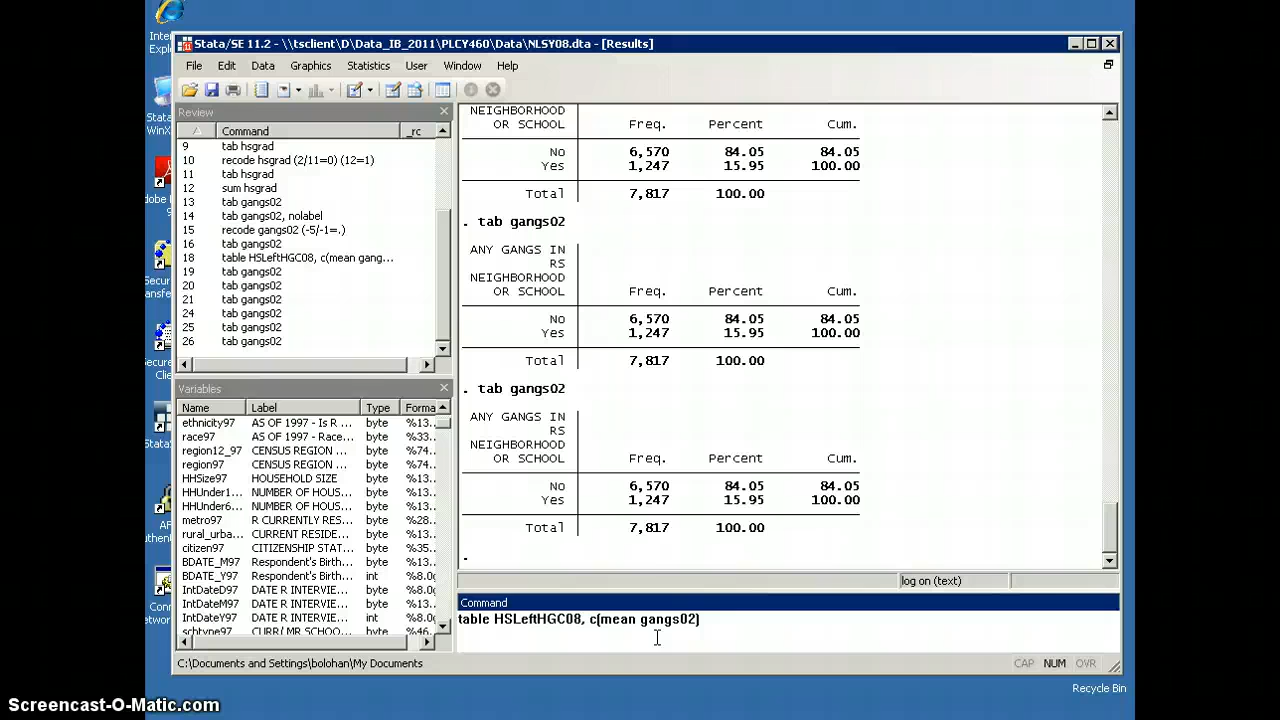 Stata/SE 11.2 - \\tsclient\D\Data_IB_2011\PLCY460\Data\NLSY08.dta - [Results]
File Edit Data Graphics Statistics User Window Help
Review
Command _rc
9 tab hsgrad
10 recode hsgrad (2/11=0) (12=1)
11 tab hsgrad
12 sum hsgrad
13 tab gangs02
14 tab gangs02, nolabel
15 recode gangs02 (-5/-1=.)
16 tab gangs02
18 table HSLeftHGC08, c(mean gang...
19 tab gangs02
20 tab gangs02
21 tab gangs02
24 tab gangs02
25 tab gangs02
26 tab gangs02
Variables
Name Label Type Forma
ethnicity97 AS OF 1997 - Is R ... byte %13...
race97 AS OF 1997 - Race... byte %33...
region12_97 CENSUS REGION ... byte %74...
region97 CENSUS REGION ... byte %74...
HHSize97 HOUSEHOLD SIZE byte %13...
HHUnder1... NUMBER OF HOUS... byte %13...
HHUnder6... NUMBER OF HOUS... byte %13...
metro97 R CURRENTLY RES... byte %28...
rural_urba... CURRENT RESIDE... byte %13...
citizen97 CITIZENSHIP STAT... byte %35...
BDATE_M97 Respondent's Birth... byte %13...
BDATE_Y97 Respondent's Birth... int %8.0g
IntDateD97 DATE R INTERVIE... byte %8.0g
IntDateM97 DATE R INTERVIE... byte %13...
IntDateY97 DATE R INTERVIE... int %8.0g
schtype97 CURR( MR SCHOO... byte %46...
NEIGHBORHOOD
OR SCHOOL Freq. Percent Cum.
No 6,570 84.05 84.05
Yes 1,247 15.95 100.00
Total 7,817 100.00
. tab gangs02
ANY GANGS IN
RS
NEIGHBORHOOD
OR SCHOOL Freq. Percent Cum.
No 6,570 84.05 84.05
Yes 1,247 15.95 100.00
Total 7,817 100.00
. tab gangs02
ANY GANGS IN
RS
NEIGHBORHOOD
OR SCHOOL Freq. Percent Cum.
No 6,570 84.05 84.05
Yes 1,247 15.95 100.00
Total 7,817 100.00
.
log on (text)
Command
table HSLeftHGC08, c(mean gangs02)
C:\Documents and Settings\bolohan\My Documents
CAP NUM OVR
Recycle Bin
Screencast-O-Matic.com